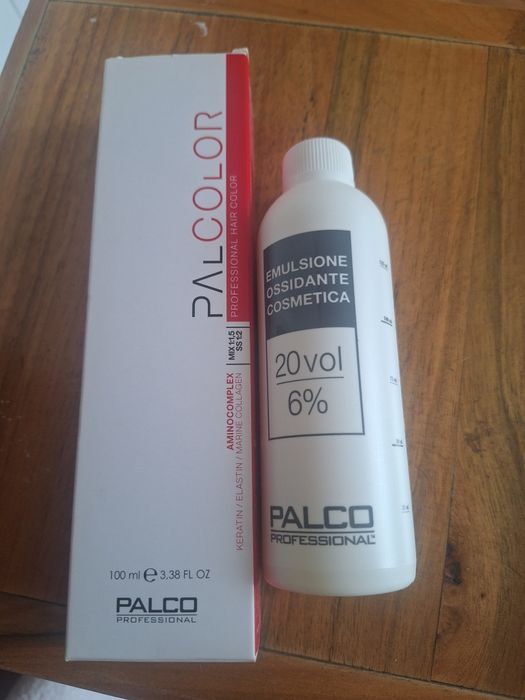 PALCOLOR
PROFESSIONAL HAIR COLOR
MIX 1:1,5
SS 1:2
AMINOCOMPLEX
KERATIN / ELASTIN / MARINE COLLAGEN
100 ml e 3,38 FL OZ
PALCO
PROFESSIONAL
EMULSIONE
OSSIDANTE
COSMETICA
20 vol
6%
PALCO
PROFESSIONAL™